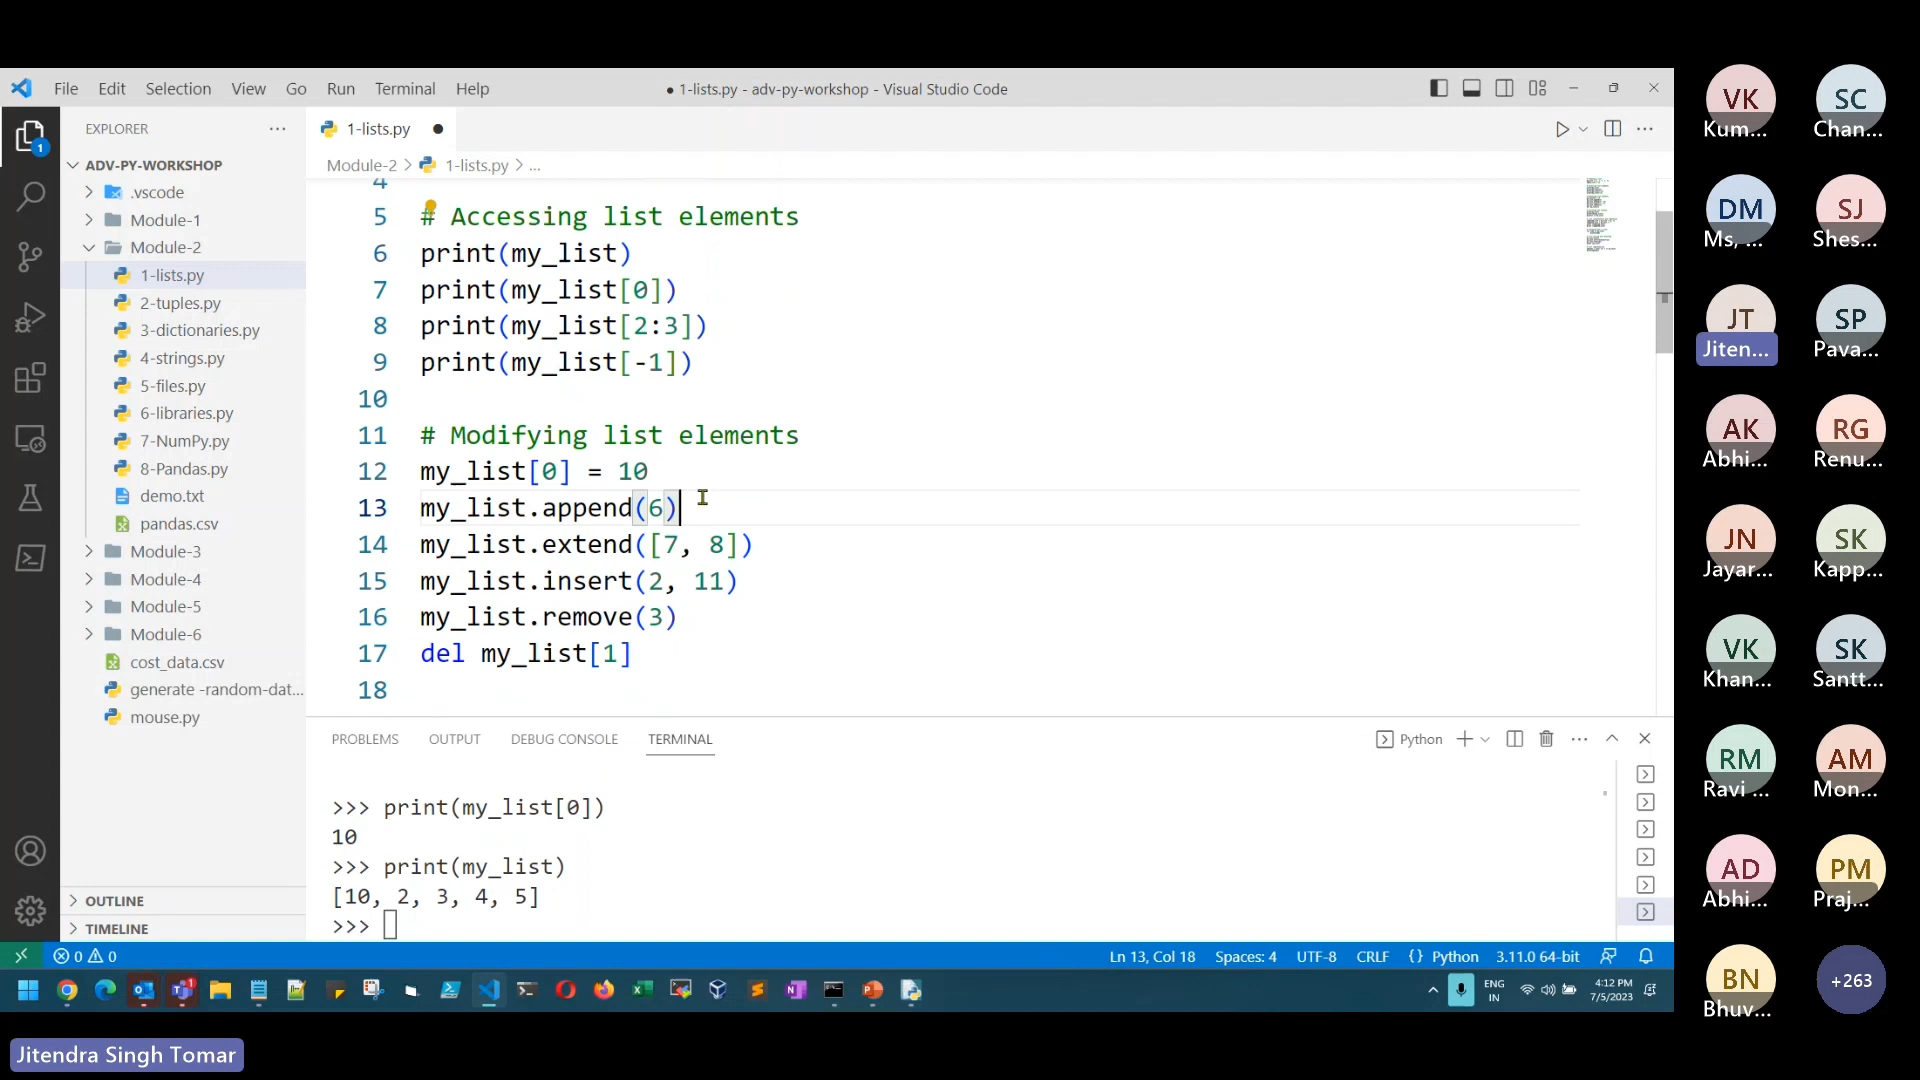 File Edit Selection View Go Run Terminal Help
● 1-lists.py - adv-py-workshop - Visual Studio Code
EXPLORER
1
ADV-PY-WORKSHOP
.vscode
Module-1
Module-2
1-lists.py
2-tuples.py
3-dictionaries.py
4-strings.py
5-files.py
6-libraries.py
7-NumPy.py
8-Pandas.py
demo.txt
pandas.csv
Module-3
Module-4
Module-5
Module-6
cost_data.csv
generate -random-dat...
mouse.py
OUTLINE
TIMELINE
1-lists.py ●
Module-2 > 1-lists.py > ...
4
5 # Accessing list elements
6 print(my_list)
7 print(my_list[0])
8 print(my_list[2:3])
9 print(my_list[-1])
10
11 # Modifying list elements
12 my_list[0] = 10
13 my_list.append(6)
14 my_list.extend([7, 8])
15 my_list.insert(2, 11)
16 my_list.remove(3)
17 del my_list[1]
18
PROBLEMS OUTPUT DEBUG CONSOLE TERMINAL
Python
>>> print(my_list[0])
10
>>> print(my_list)
[10, 2, 3, 4, 5]
>>>
0 0
Ln 13, Col 18 Spaces: 4 UTF-8 CRLF {} Python 3.11.0 64-bit
1
ENG
IN
4:12 PM
7/5/2023
Jitendra Singh Tomar
VK SC
Kum... Chan...
DM SJ
Ms, ... Shes...
JT SP
Jiten... Pava...
AK RG
Abhi... Renu...
JN SK
Jayar... Kapp...
VK SK
Khan... Santt...
RM AM
Ravi ... Mon...
AD PM
Abhi... Praj...
BN +263
Bhuv...